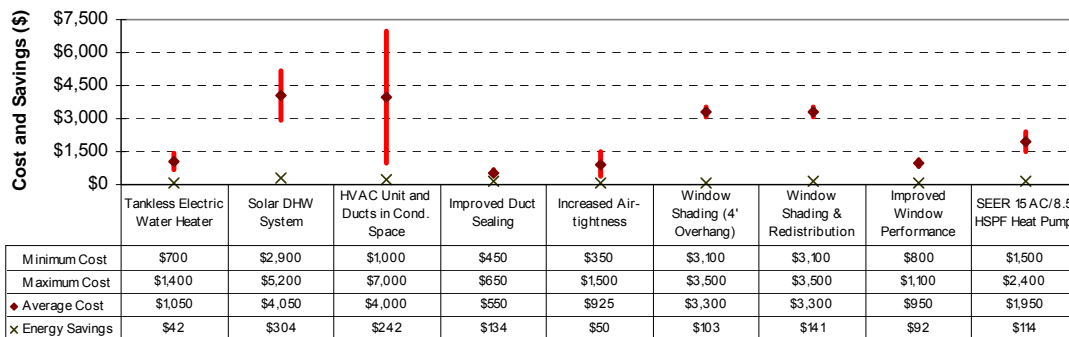 Cost and Savings ($)
$7,500
$6,000
$4,500
$3,000
$1,500
$0
Tankless Electric Water Heater
Solar DHW System
HVAC Unit and Ducts in Cond. Space
Improved Duct Sealing
Increased Air-tightness
Window Shading (4' Overhang)
Window Shading & Redistribution
Improved Window Performance
SEER 15 AC/8.5 HSPF Heat Pump
Minimum Cost $700 $2,900 $1,000 $450 $350 $3,100 $3,100 $800 $1,500
Maximum Cost $1,400 $5,200 $7,000 $650 $1,500 $3,500 $3,500 $1,100 $2,400
Average Cost $1,050 $4,050 $4,000 $550 $925 $3,300 $3,300 $950 $1,950
Energy Savings $42 $304 $242 $134 $50 $103 $141 $92 $114